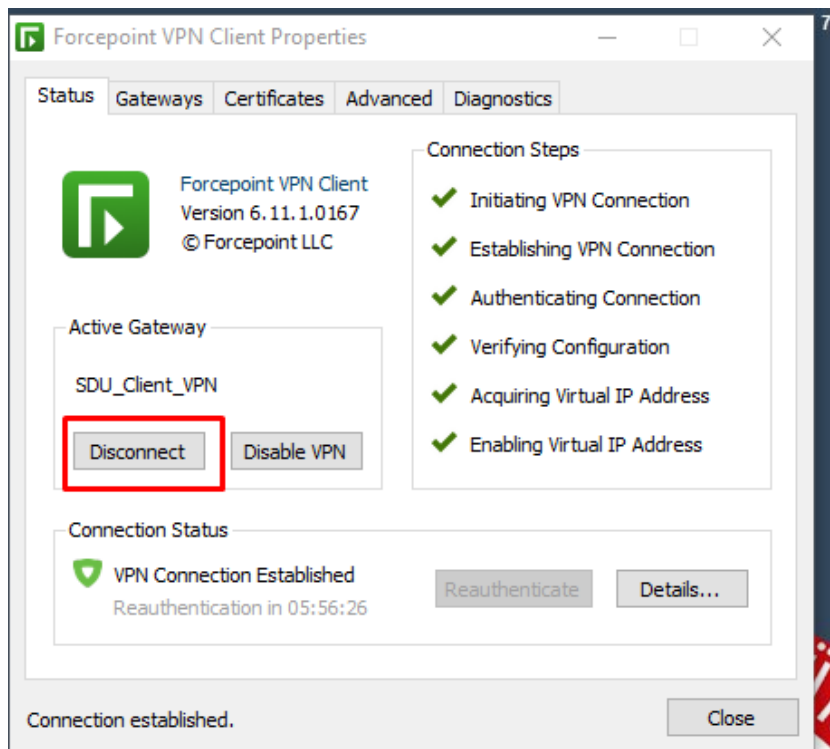 Forcepoint VPN Client Properties
7
Status Gateways Certificates Advanced Diagnostics
Forcepoint VPN Client
Version 6.11.1.0167
© Forcepoint LLC
Connection Steps
Initiating VPN Connection
Establishing VPN Connection
Authenticating Connection
Verifying Configuration
Acquiring Virtual IP Address
Enabling Virtual IP Address
Active Gateway
SDU_Client_VPN
Disconnect Disable VPN
Connection Status
VPN Connection Established
Reauthentication in 05:56:26
Reauthenticate Details...
Connection established.
Close